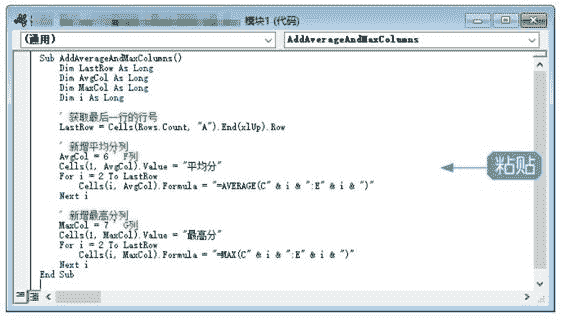 模块1 (代码)
(通用)
AddAverageAndMaxColumns
Sub AddAverageAndMaxColumns()
Dim LastRow As Long
Dim AvgCol As Long
Dim MaxCol As Long
Dim i As Long
' 获取最后一行的行号
LastRow = Cells(Rows.Count, "A").End(xlUp).Row
' 新增平均分列
AvgCol = 6 ' F列
Cells(1, AvgCol).Value = "平均分"
For i = 2 To LastRow
Cells(i, AvgCol).Formula = "=AVERAGE(C" & i & ":E" & i & ")"
Next i
粘贴
' 新增最高分列
MaxCol = 7 ' G列
Cells(1, MaxCol).Value = "最高分"
For i = 2 To LastRow
Cells(i, MaxCol).Formula = "=MAX(C" & i & ":E" & i & ")"
Next i
End Sub